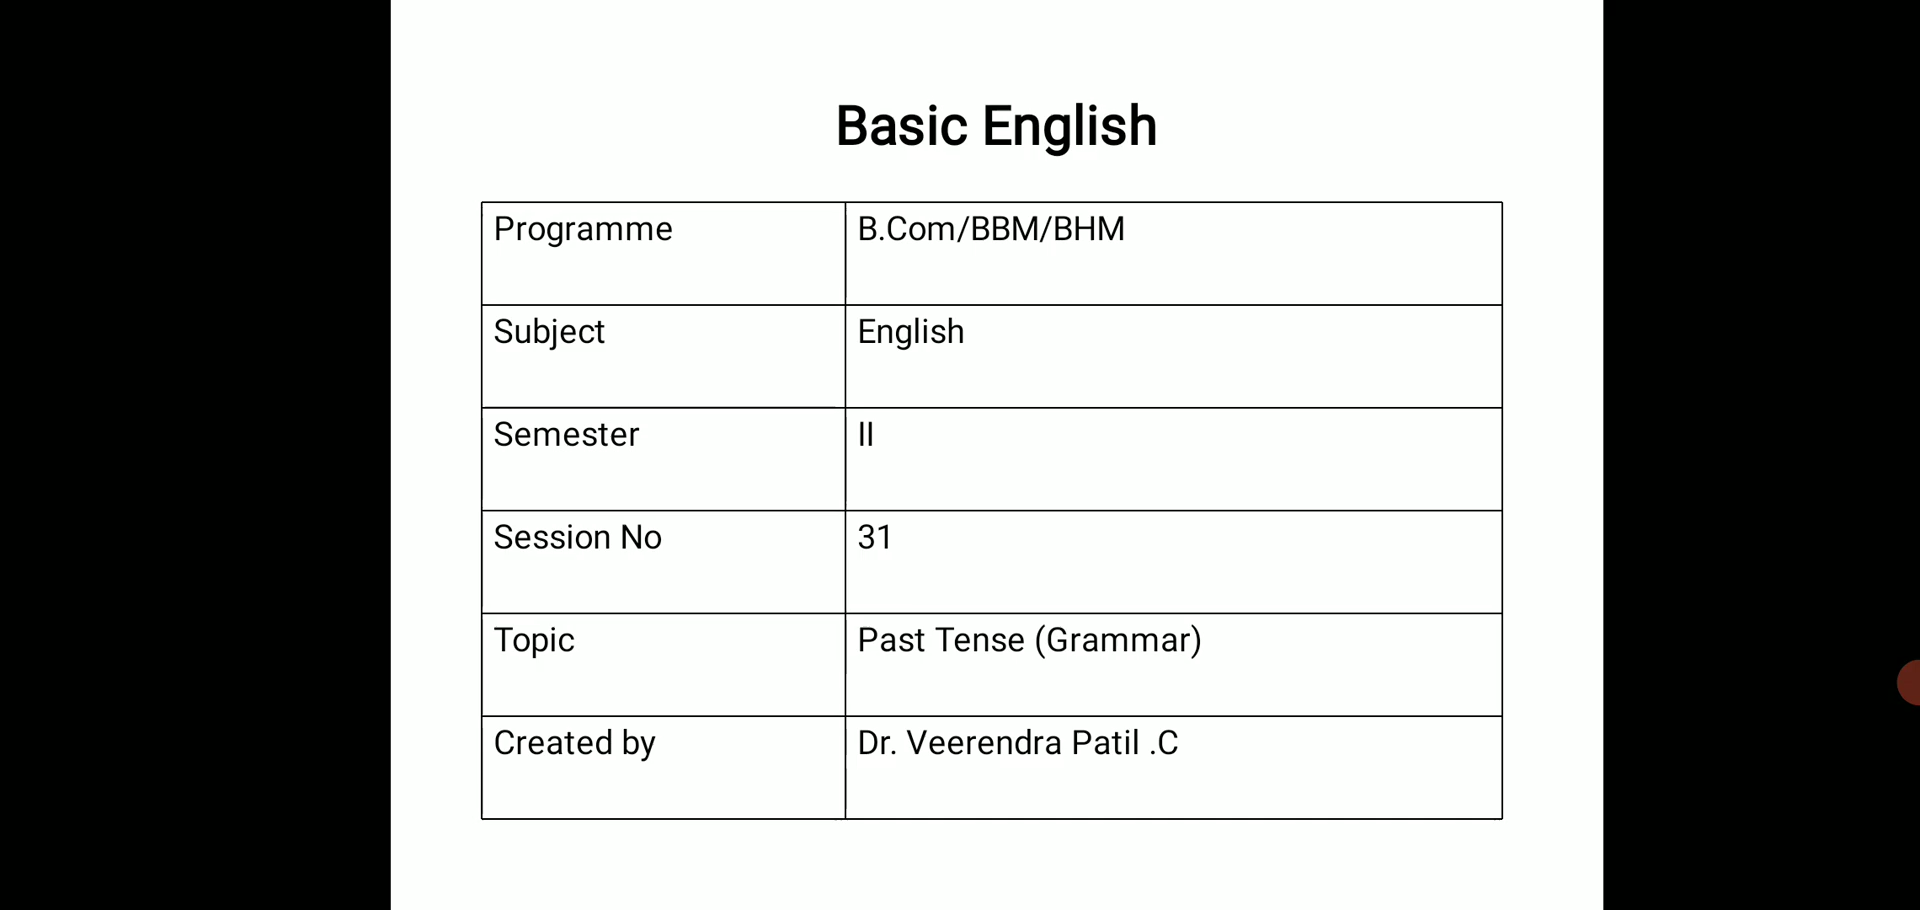 Basic English
Programme B.Com/BBM/BHM
Subject English
Semester II
Session No 31
Topic Past Tense (Grammar)
Created by Dr. Veerendra Patil .C